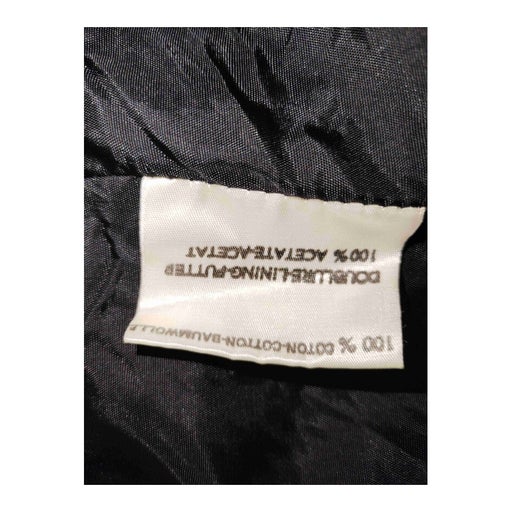 100 % COTON-COTTON-BAUMWOLLE
DOUBLURE-LINING-FUTTER
100 % ACETATE-ACETAT